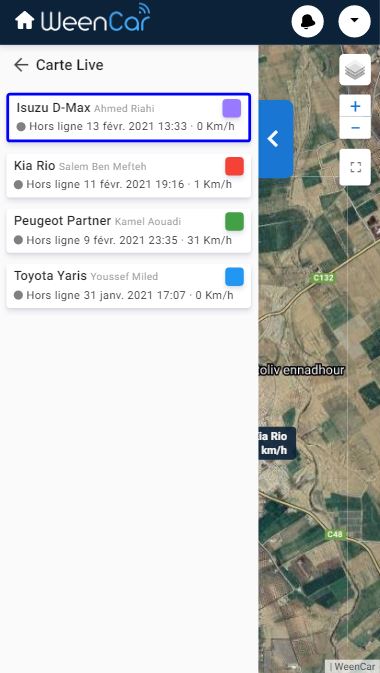 WeenCar
Carte Live
Isuzu D-Max Ahmed Riahi
Hors ligne 13 févr. 2021 13:33 · 0 Km/h
Kia Rio Salem Ben Mefteh
Hors ligne 11 févr. 2021 19:16 · 1 Km/h
Peugeot Partner Kamel Aouadi
Hors ligne 9 févr. 2021 23:35 · 31 Km/h
Toyota Yaris Youssef Miled
Hors ligne 31 janv. 2021 17:07 · 0 Km/h
+
−
C132
oliv ennadhour
ia Rio
km/h
C48
| WeenCar